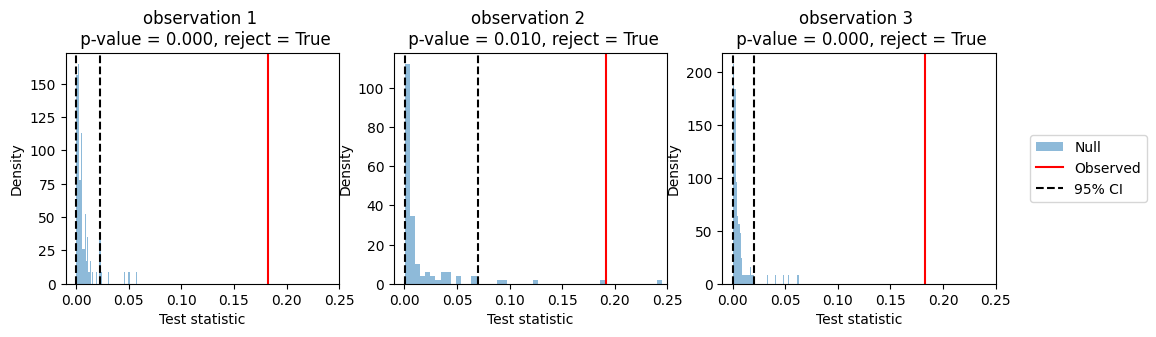 observation 1
p-value = 0.000, reject = True
Density
150
125
100
75
50
25
0
0.00 0.05 0.10 0.15 0.20 0.25
Test statistic
observation 2
p-value = 0.010, reject = True
Density
100
80
60
40
20
0
0.00 0.05 0.10 0.15 0.20 0.25
Test statistic
observation 3
p-value = 0.000, reject = True
Density
200
150
100
50
0
0.00 0.05 0.10 0.15 0.20 0.25
Test statistic
Null
Observed
95% CI